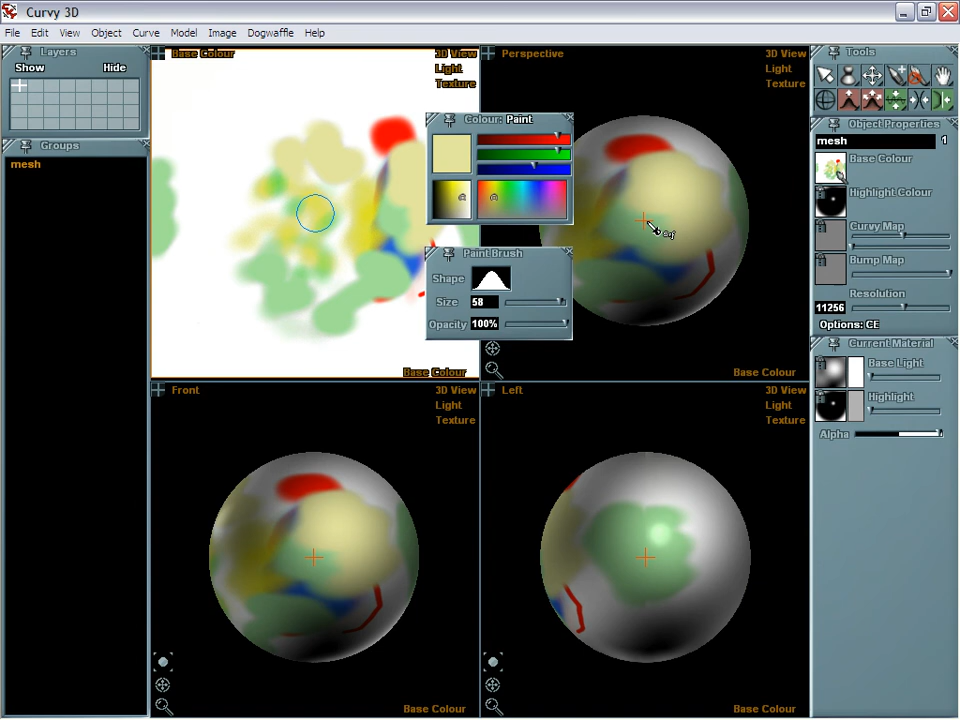 Curvy 3D
File Edit View Object Curve Model Image Dogwaffle Help
Layers
Show Hide
Groups
mesh
Base Colour
3D View
Light
Texture
Base Colour
Perspective
3D View
Light
Texture
Base Colour
Colour: Paint
Paint Brush
Shape
Size 58
Opacity 100%
Front
3D View
Light
Texture
Base Colour
Left
3D View
Light
Texture
Base Colour
Tools
Object Properties
mesh 1
Base Colour
Highlight Colour
Curvy Map
Bump Map
Resolution
11256
Options: CE
Current Material
Base Light
Highlight
Alpha